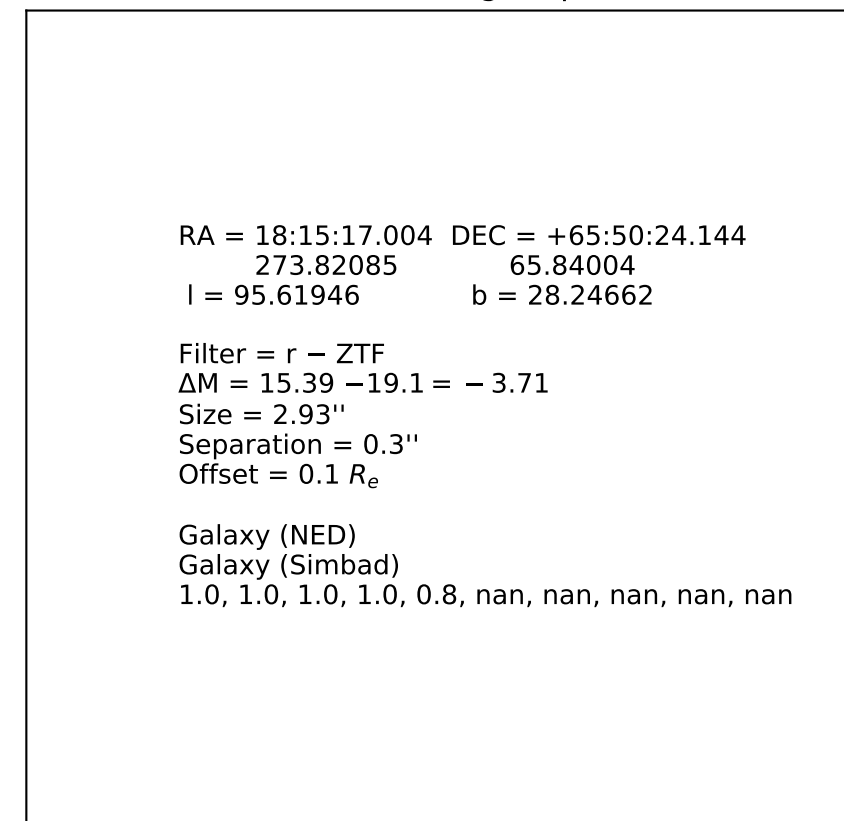 RA = 18:15:17.004 DEC = +65:50:24.144
273.82085 65.84004
l = 95.61946 b = 28.24662
Filter = r − ZTF
ΔM = 15.39 −19.1 = − 3.71
Size = 2.93''
Separation = 0.3''
Offset = 0.1 Re
Galaxy (NED)
Galaxy (Simbad)
1.0, 1.0, 1.0, 1.0, 0.8, nan, nan, nan, nan, nan